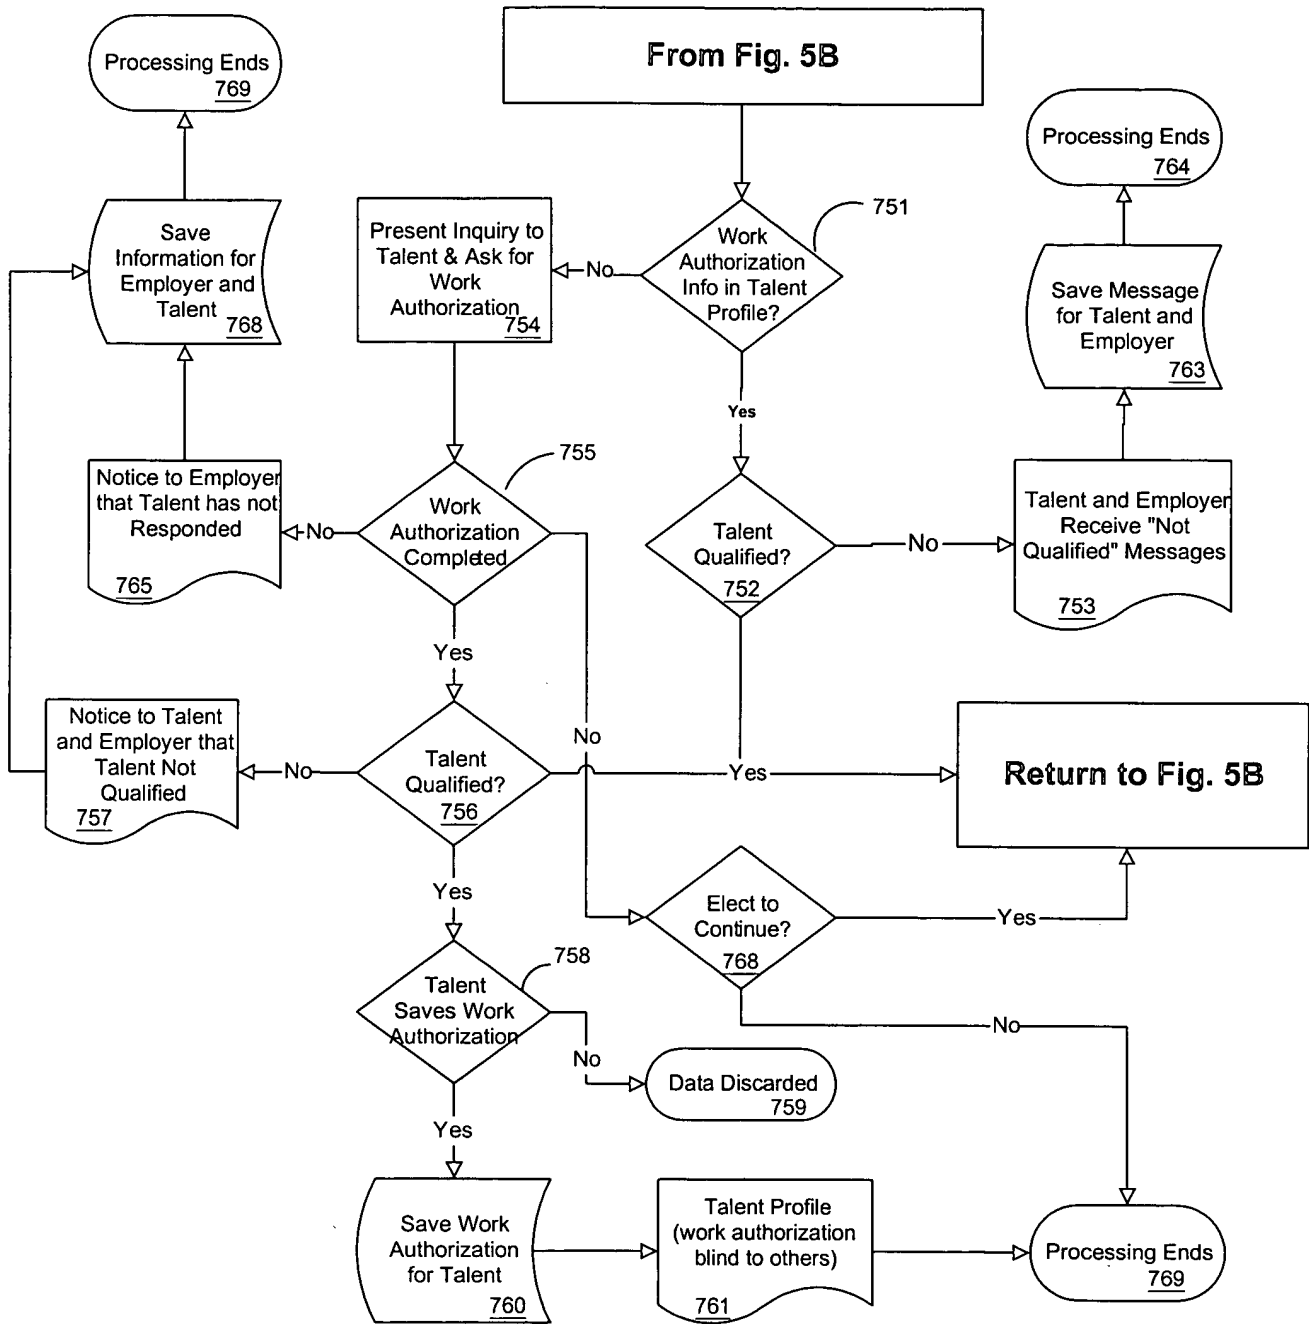 Processing Ends
769
From Fig. 5B
Processing Ends
764
751
Save
Information for
Employer and
Talent
768
Present Inquiry to
Talent & Ask for
Work
Authorization
754
No
Work
Authorization
Info in Talent
Profile?
Save Message
for Talent and
Employer
763
Yes
755
Notice to Employer
that Talent has not
Responded
765
No
Work
Authorization
Completed
Talent
Qualified?
752
No
Talent and Employer
Receive "Not
Qualified" Messages
753
Yes
No
Notice to Talent
and Employer that
Talent Not
Qualified
757
No
Talent
Qualified?
756
Yes
Return to Fig. 5B
Yes
Elect to
Continue?
768
Yes
758
Talent
Saves Work
Authorization
No
No
Data Discarded
759
Yes
Save Work
Authorization
for Talent
760
Talent Profile
(work authorization
blind to others)
761
Processing Ends
769